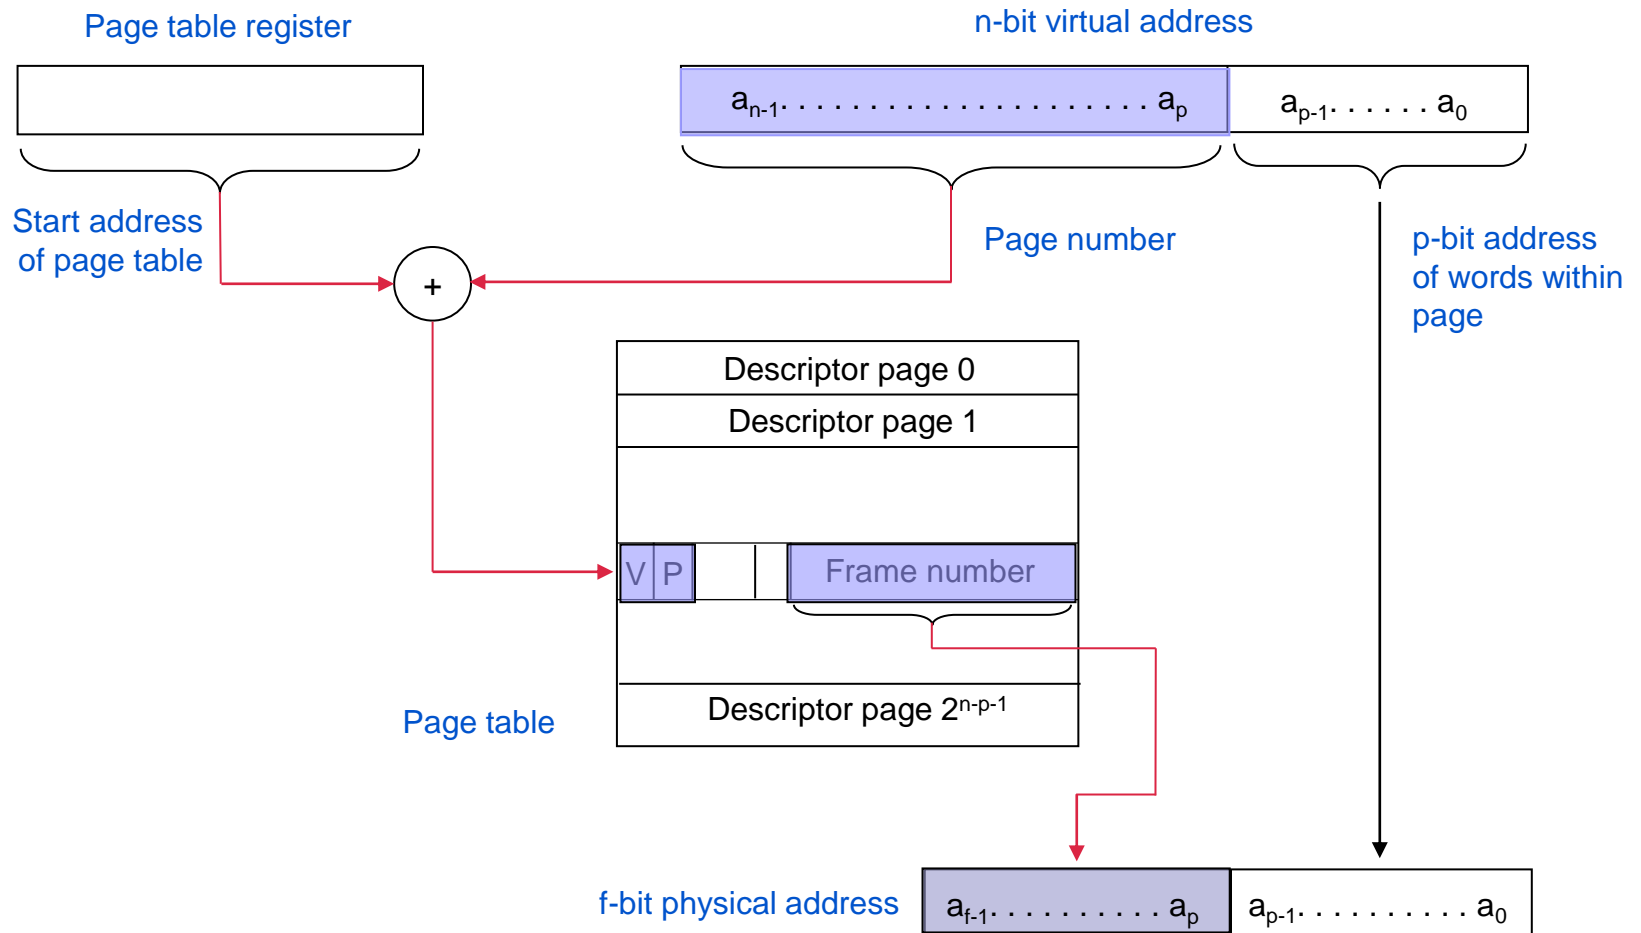 Page table register
n-bit virtual address
aₙ₋₁. . . . . . . . . . . . . . . . . . . . . aₚ
aₚ₋₁. . . . . . a₀
Start address
of page table
Page number
p-bit address
of words within
page
+
Descriptor page 0
Descriptor page 1
V P Frame number
Descriptor page 2ⁿ⁻ᵖ⁻¹
Page table
f-bit physical address
a_f-1. . . . . . . . . . aₚ
aₚ₋₁. . . . . . . . . . a₀